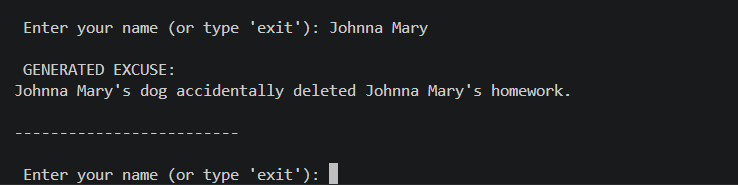 Enter your name (or type 'exit'): Johnna Mary
GENERATED EXCUSE:
Johnna Mary's dog accidentally deleted Johnna Mary's homework.
-------------------------
Enter your name (or type 'exit'):